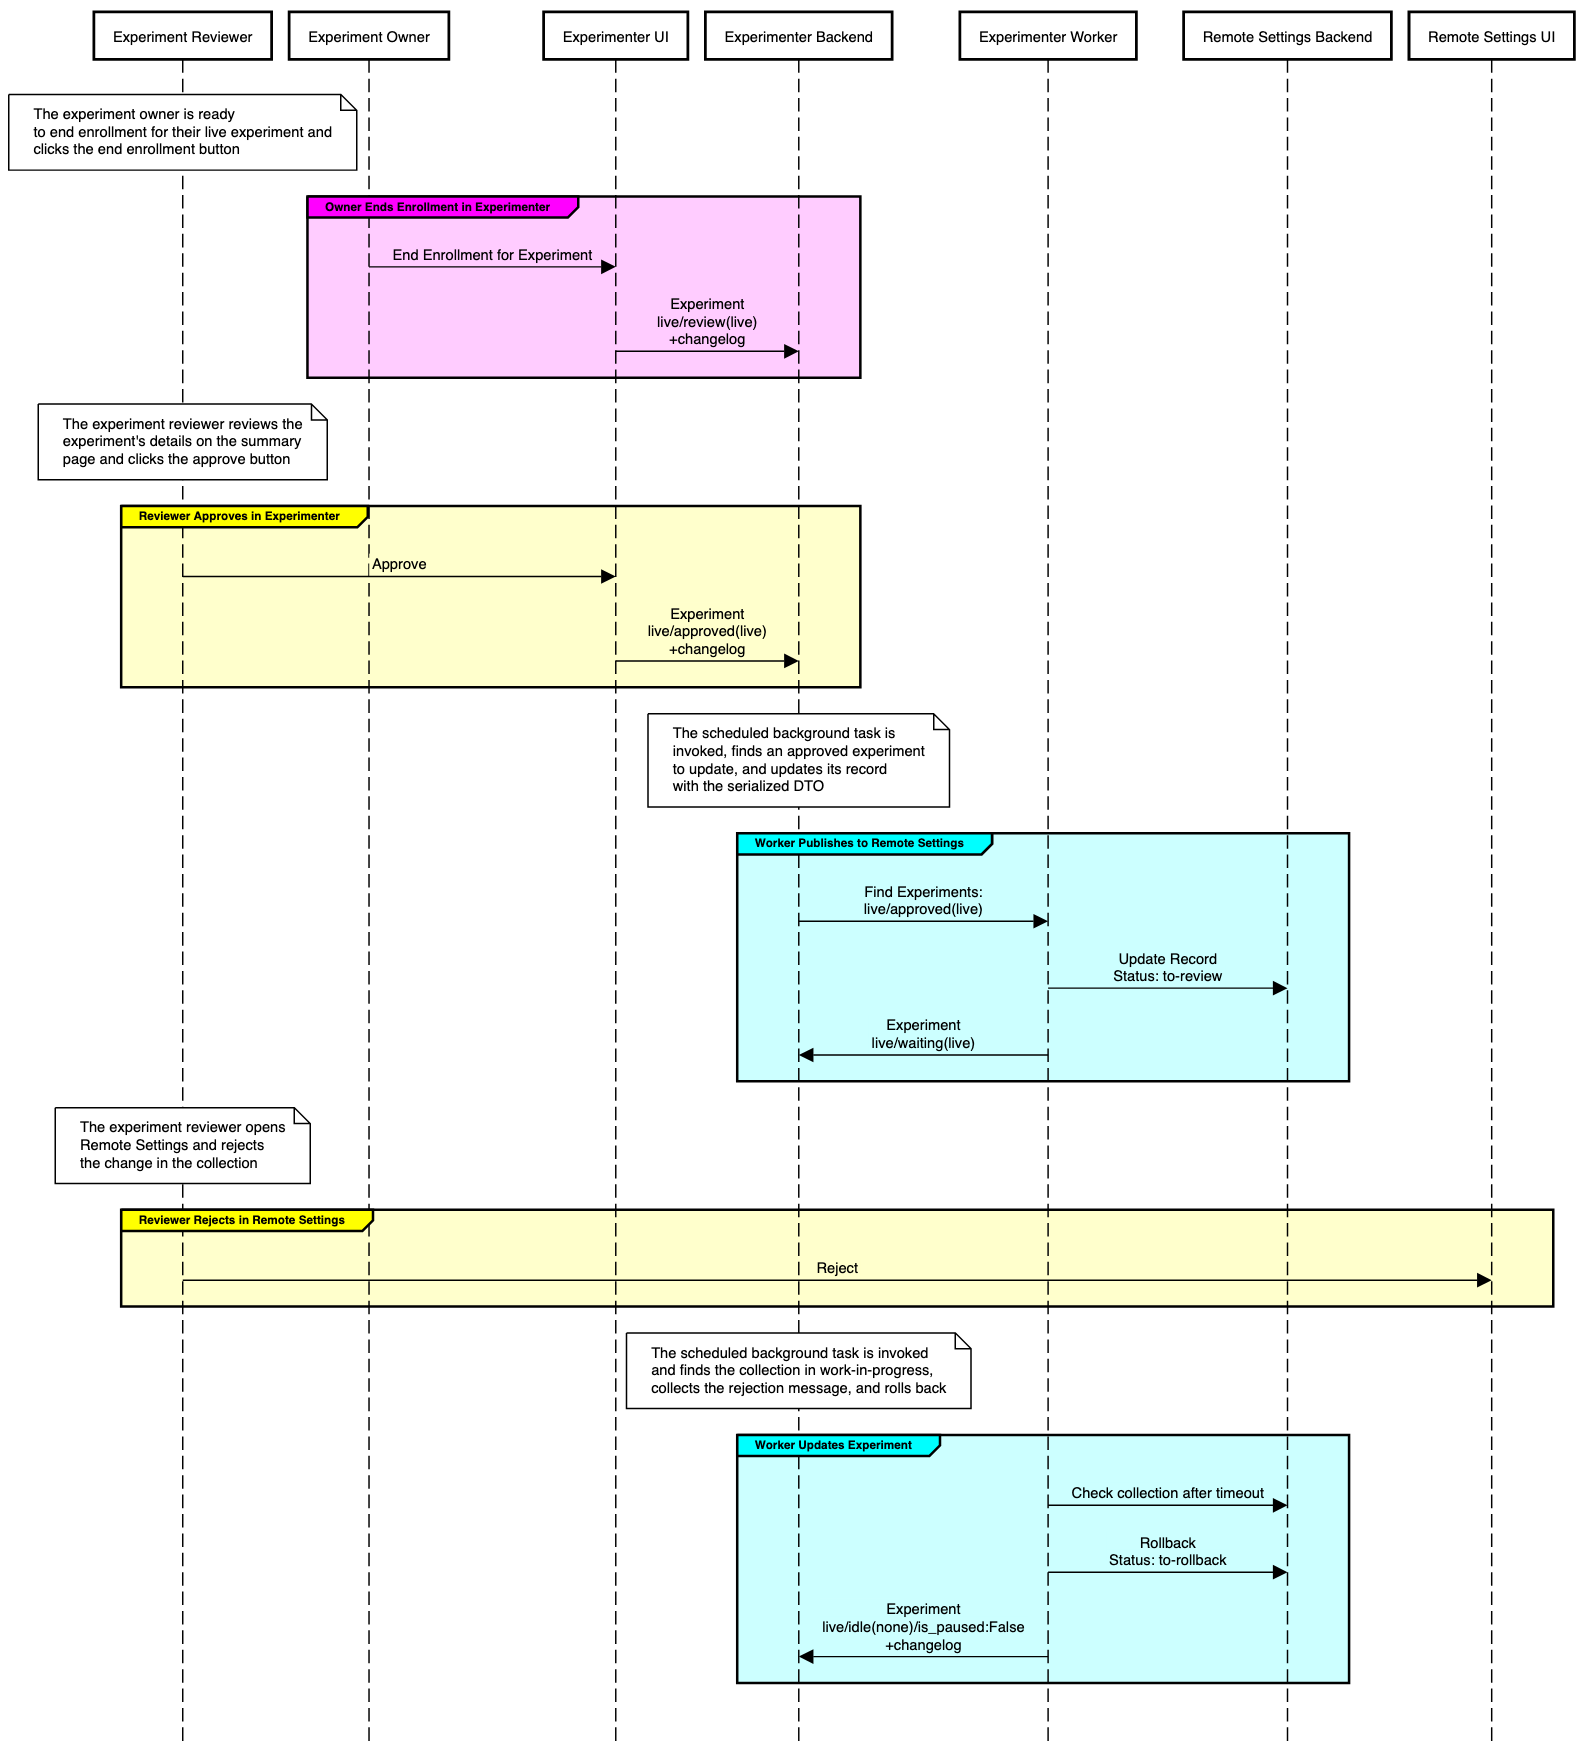 Experiment Reviewer
Experiment Owner
Experimenter UI
Experimenter Backend
Experimenter Worker
Remote Settings Backend
Remote Settings UI
The experiment owner is ready
to end enrollment for their live experiment and
clicks the end enrollment button
Owner Ends Enrollment in Experimenter
End Enrollment for Experiment
Experiment
live/review(live)
+changelog
The experiment reviewer reviews the
experiment's details on the summary
page and clicks the approve button
Reviewer Approves in Experimenter
Approve
Experiment
live/approved(live)
+changelog
The scheduled background task is
invoked, finds an approved experiment
to update, and updates its record
with the serialized DTO
Worker Publishes to Remote Settings
Find Experiments:
live/approved(live)
Update Record
Status: to-review
Experiment
live/waiting(live)
The experiment reviewer opens
Remote Settings and rejects
the change in the collection
Reviewer Rejects in Remote Settings
Reject
The scheduled background task is invoked
and finds the collection in work-in-progress,
collects the rejection message, and rolls back
Worker Updates Experiment
Check collection after timeout
Rollback
Status: to-rollback
Experiment
live/idle(none)/is_paused:False
+changelog